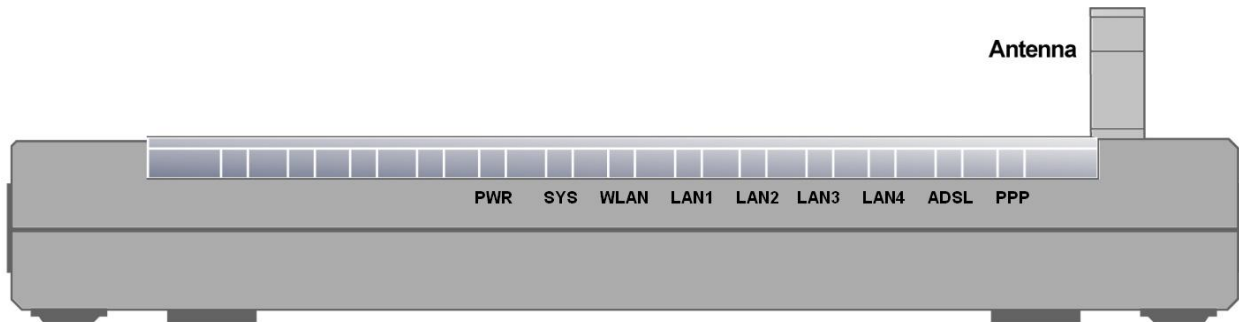 Antenna
PWR SYS WLAN LAN1 LAN2 LAN3 LAN4 ADSL PPP